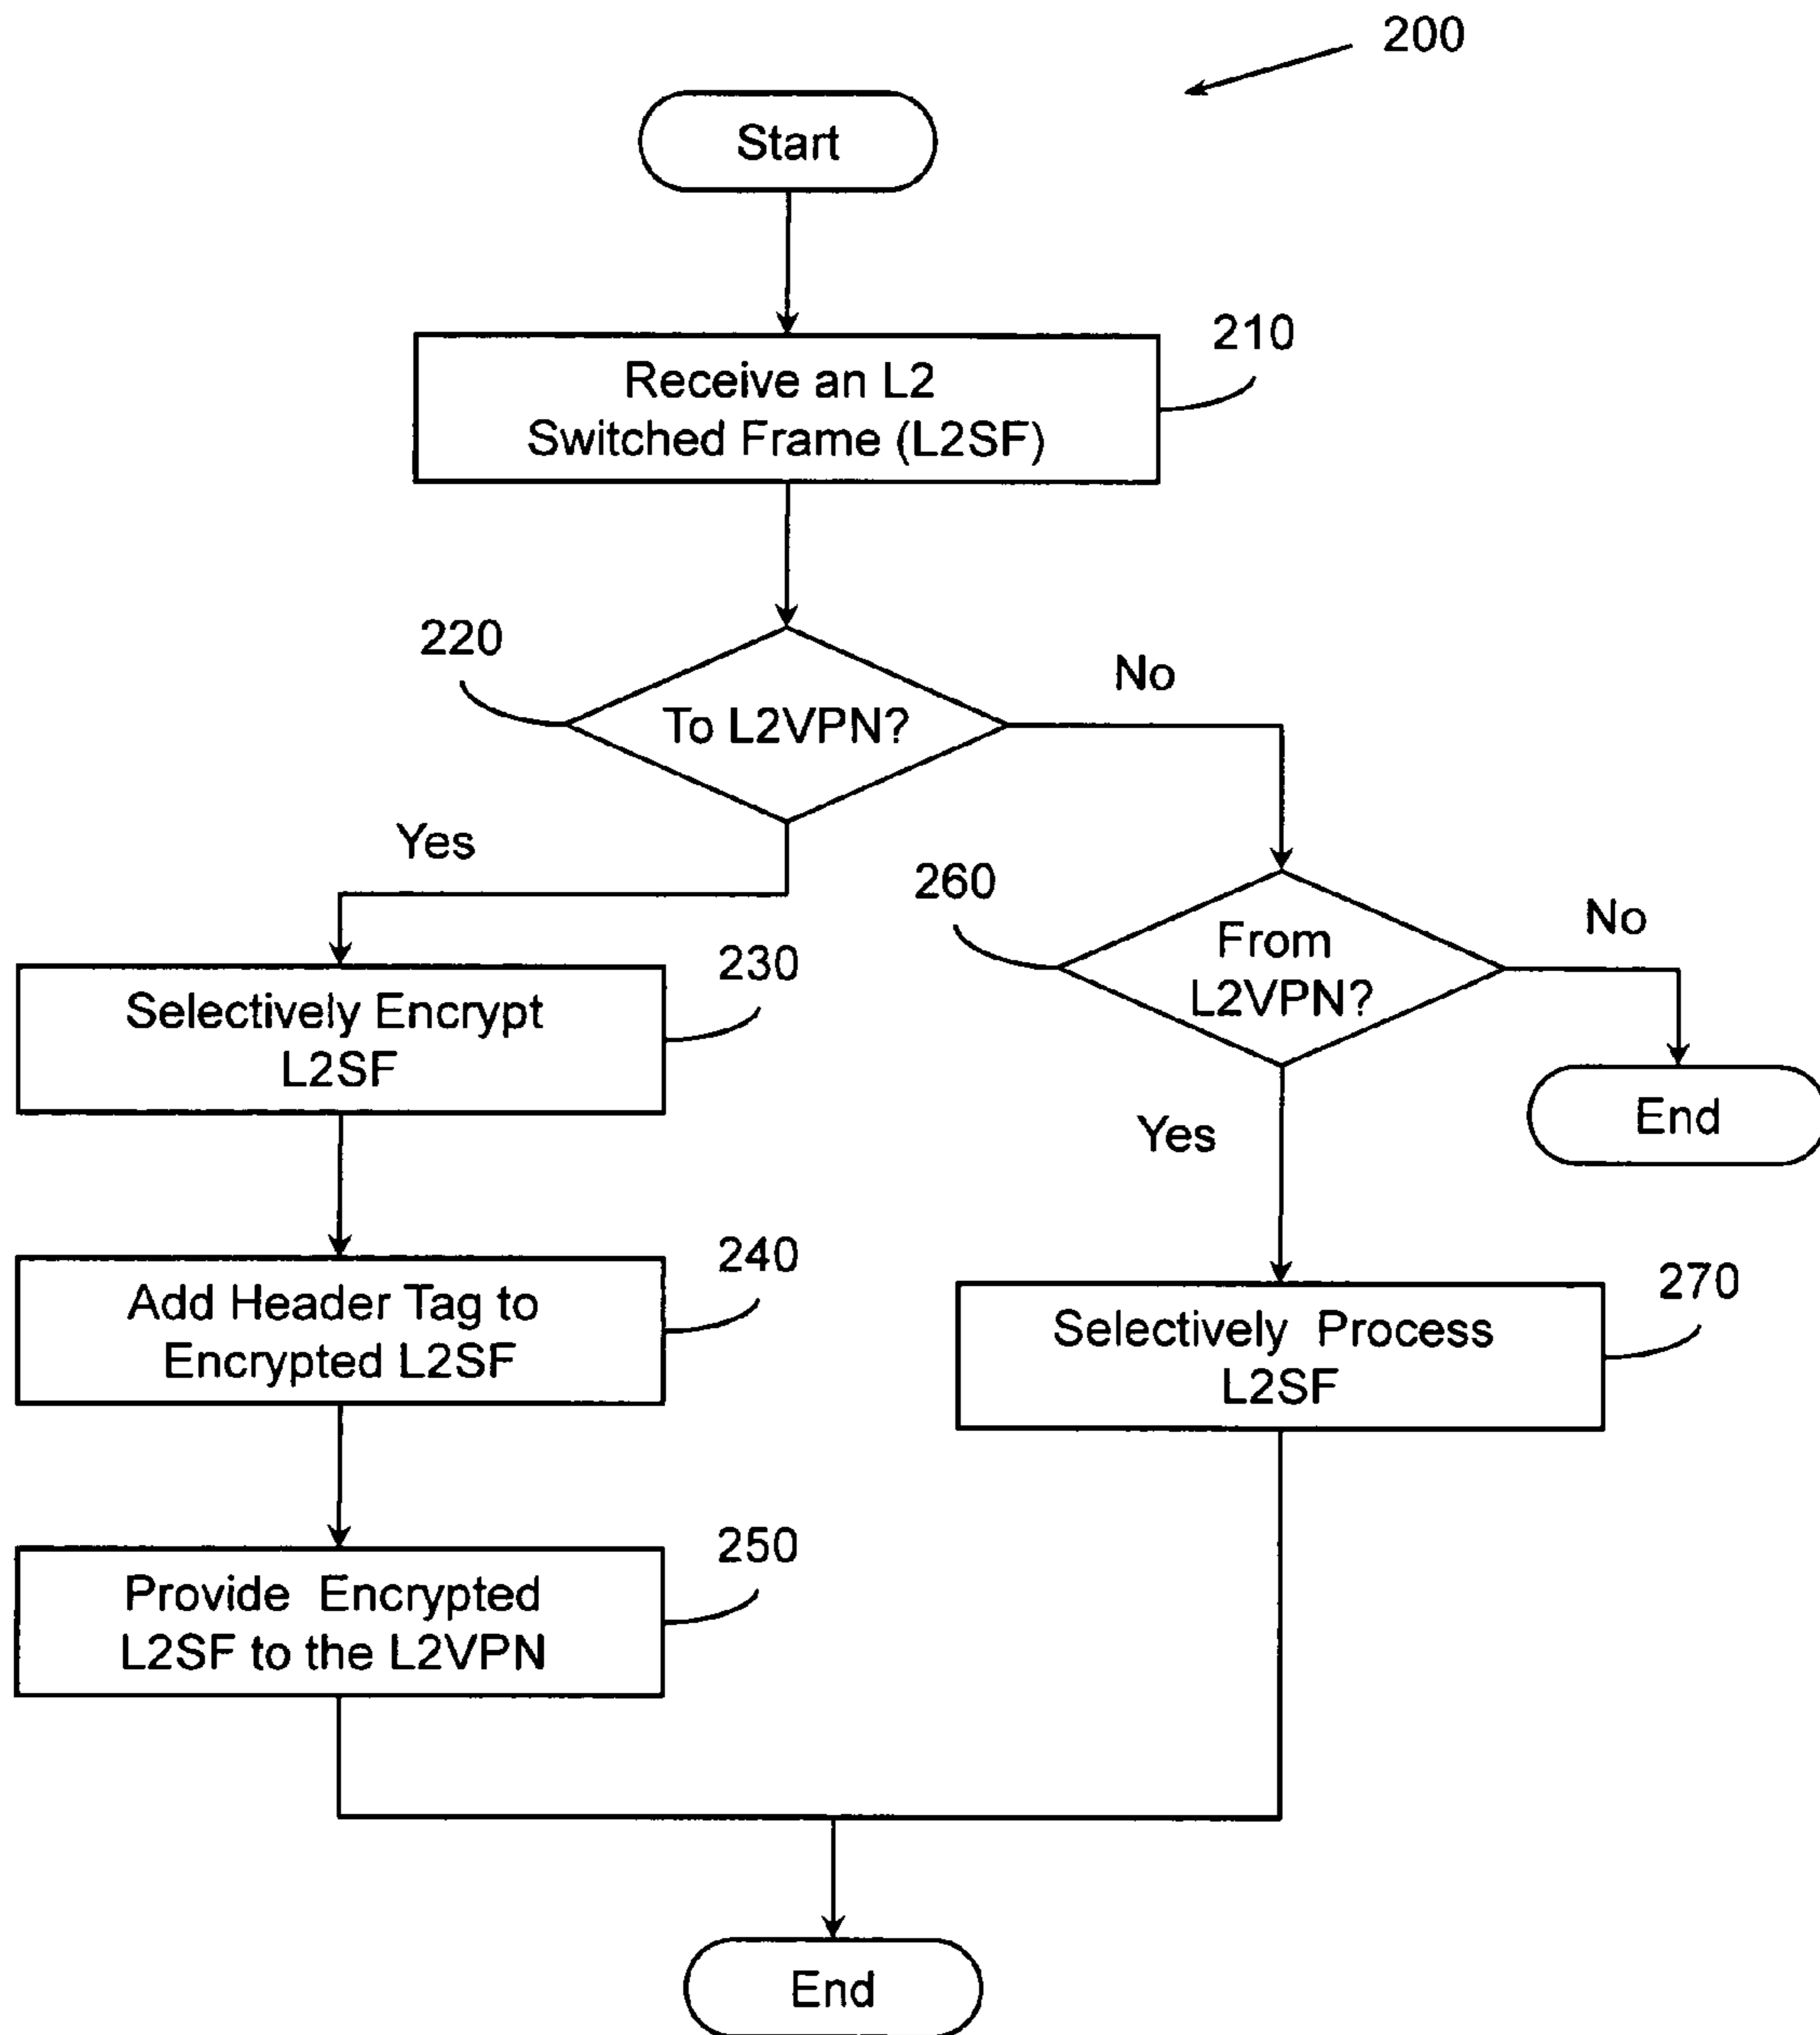 200
Start
210
Receive an L2
Switched Frame (L2SF)
220
To L2VPN?
No
Yes
260
From
L2VPN?
No
End
230
Selectively Encrypt
L2SF
Yes
240
Add Header Tag to
Encrypted L2SF
270
Selectively Process
L2SF
250
Provide Encrypted
L2SF to the L2VPN
End